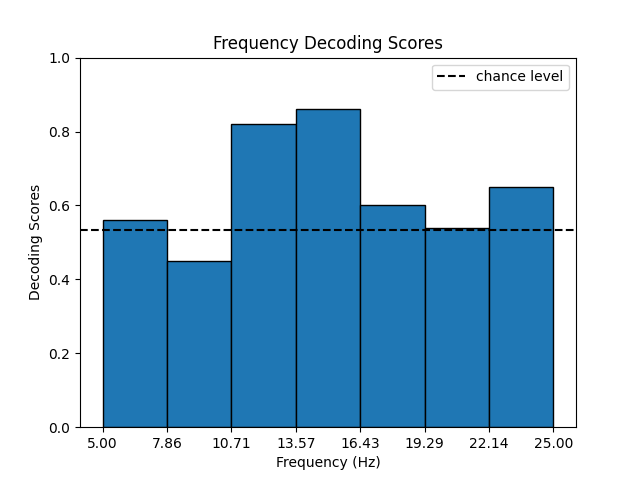 Frequency Decoding Scores
chance level
1.0
0.8
0.6
0.4
0.2
0.0
Decoding Scores
5.00 7.86 10.71 13.57 16.43 19.29 22.14 25.00
Frequency (Hz)